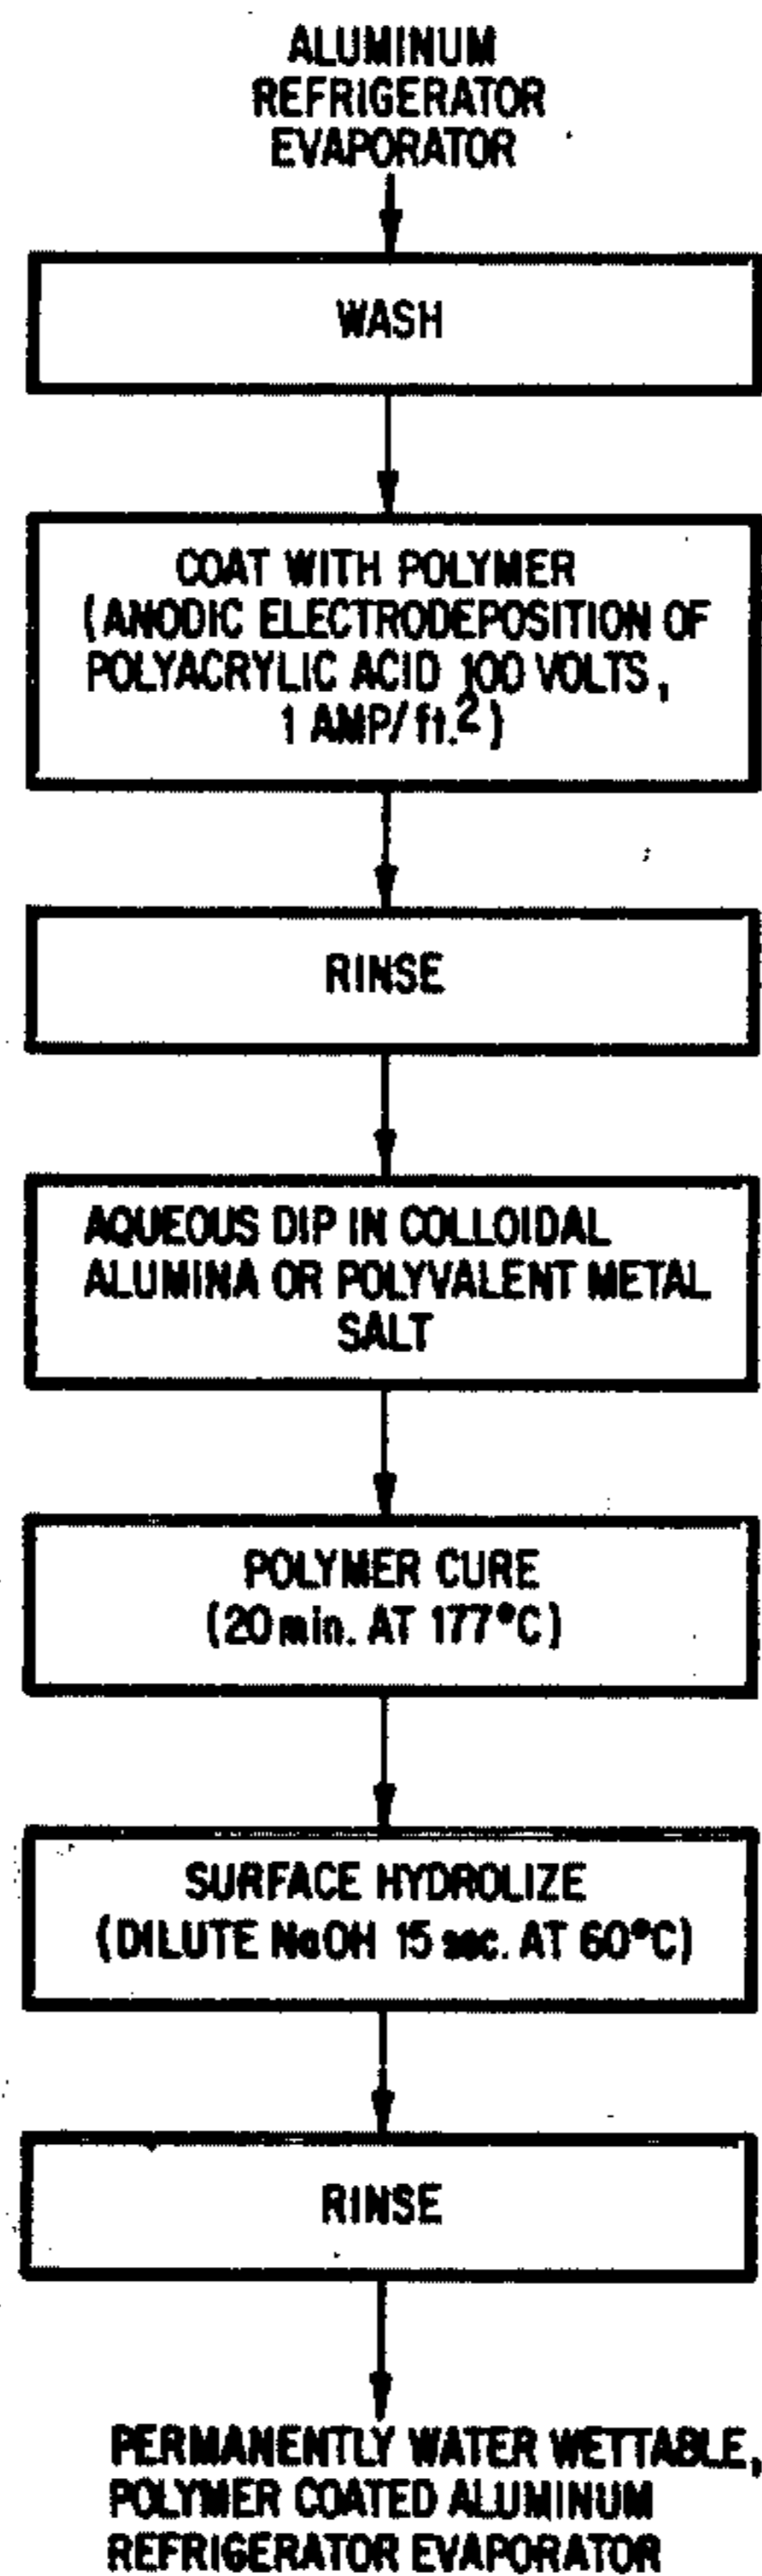 ALUMINUM
REFRIGERATOR
EVAPORATOR
WASH
COAT WITH POLYMER
(ANODIC ELECTRODEPOSITION OF
POLYACRYLIC ACID 100 VOLTS,
1 AMP/ft.²)
RINSE
AQUEOUS DIP IN COLLOIDAL
ALUMINA OR POLYVALENT METAL
SALT
POLYMER CURE
(20 min. AT 177°C)
SURFACE HYDROLIZE
(DILUTE NaOH 15 sec. AT 60°C)
RINSE
PERMANENTLY WATER WETTABLE,
POLYMER COATED ALUMINUM
REFRIGERATOR EVAPORATOR